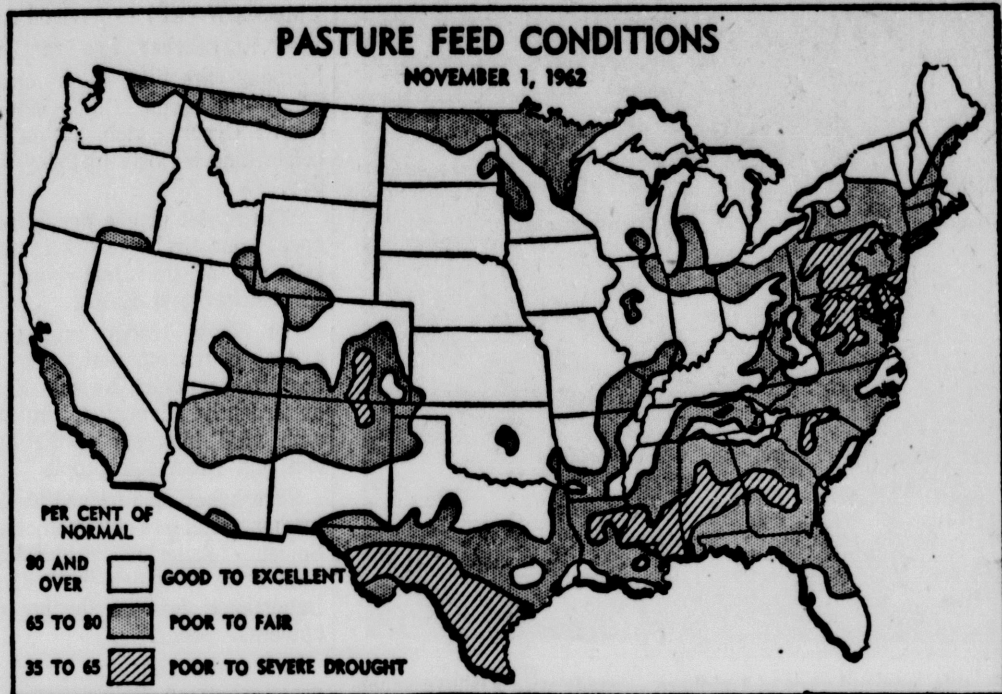 PASTURE FEED CONDITIONS
NOVEMBER 1, 1962
PER CENT OF
NORMAL
80 AND
OVER
GOOD TO EXCELLENT
65 TO 80
POOR TO FAIR
35 TO 65
POOR TO SEVERE DROUGHT